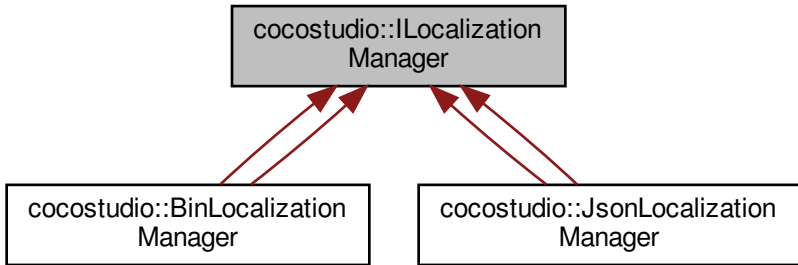 cocostudio::ILocalization
Manager
cocostudio::BinLocalization
Manager
cocostudio::JsonLocalization
Manager